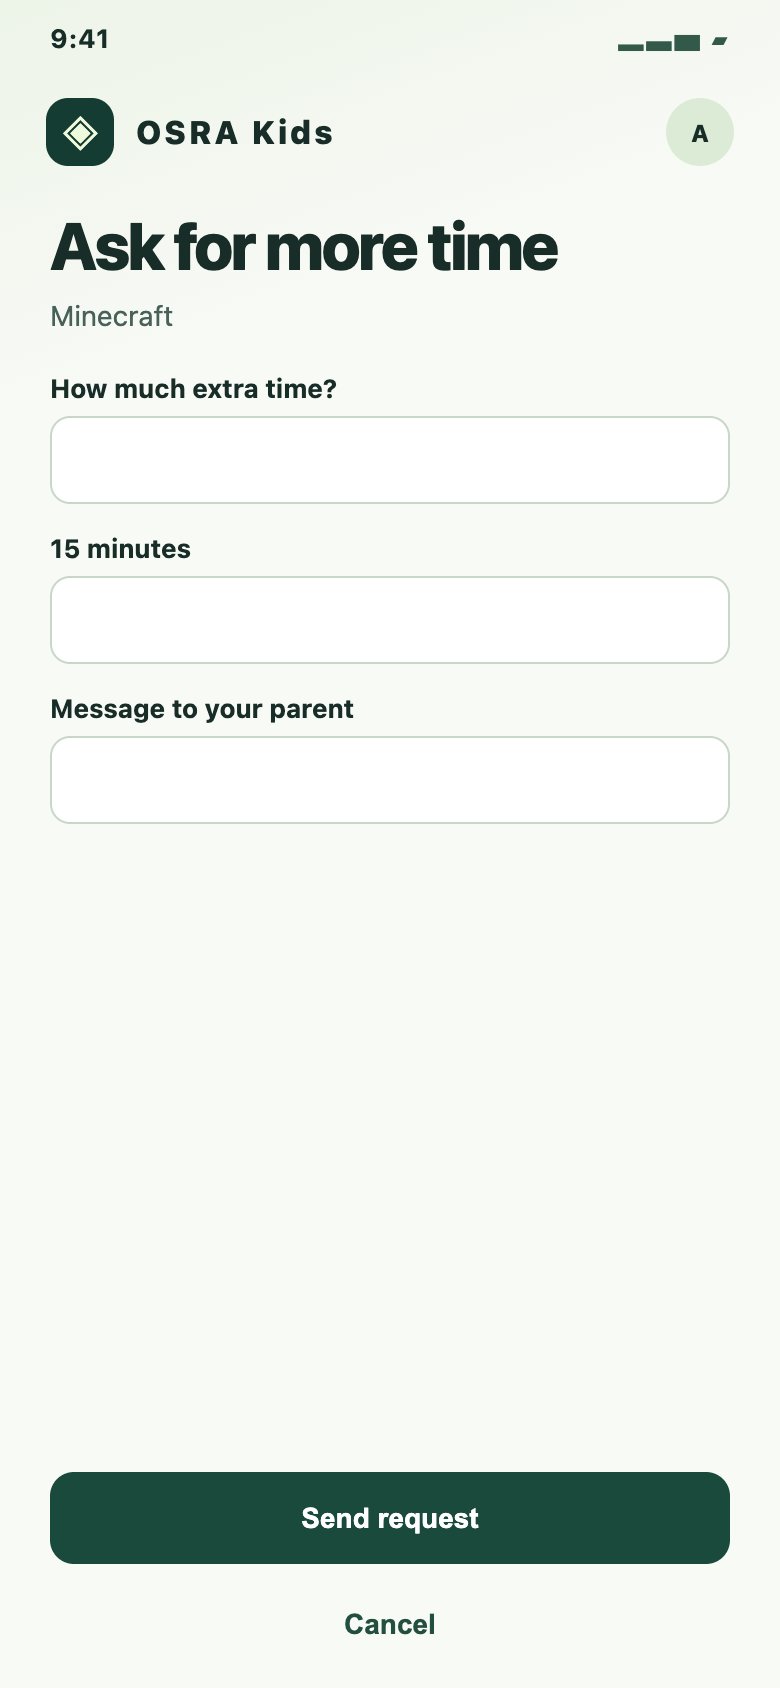 9:41
OSRA Kids
A
Ask for more time
Minecraft
How much extra time?
15 minutes
Message to your parent
Send request
Cancel